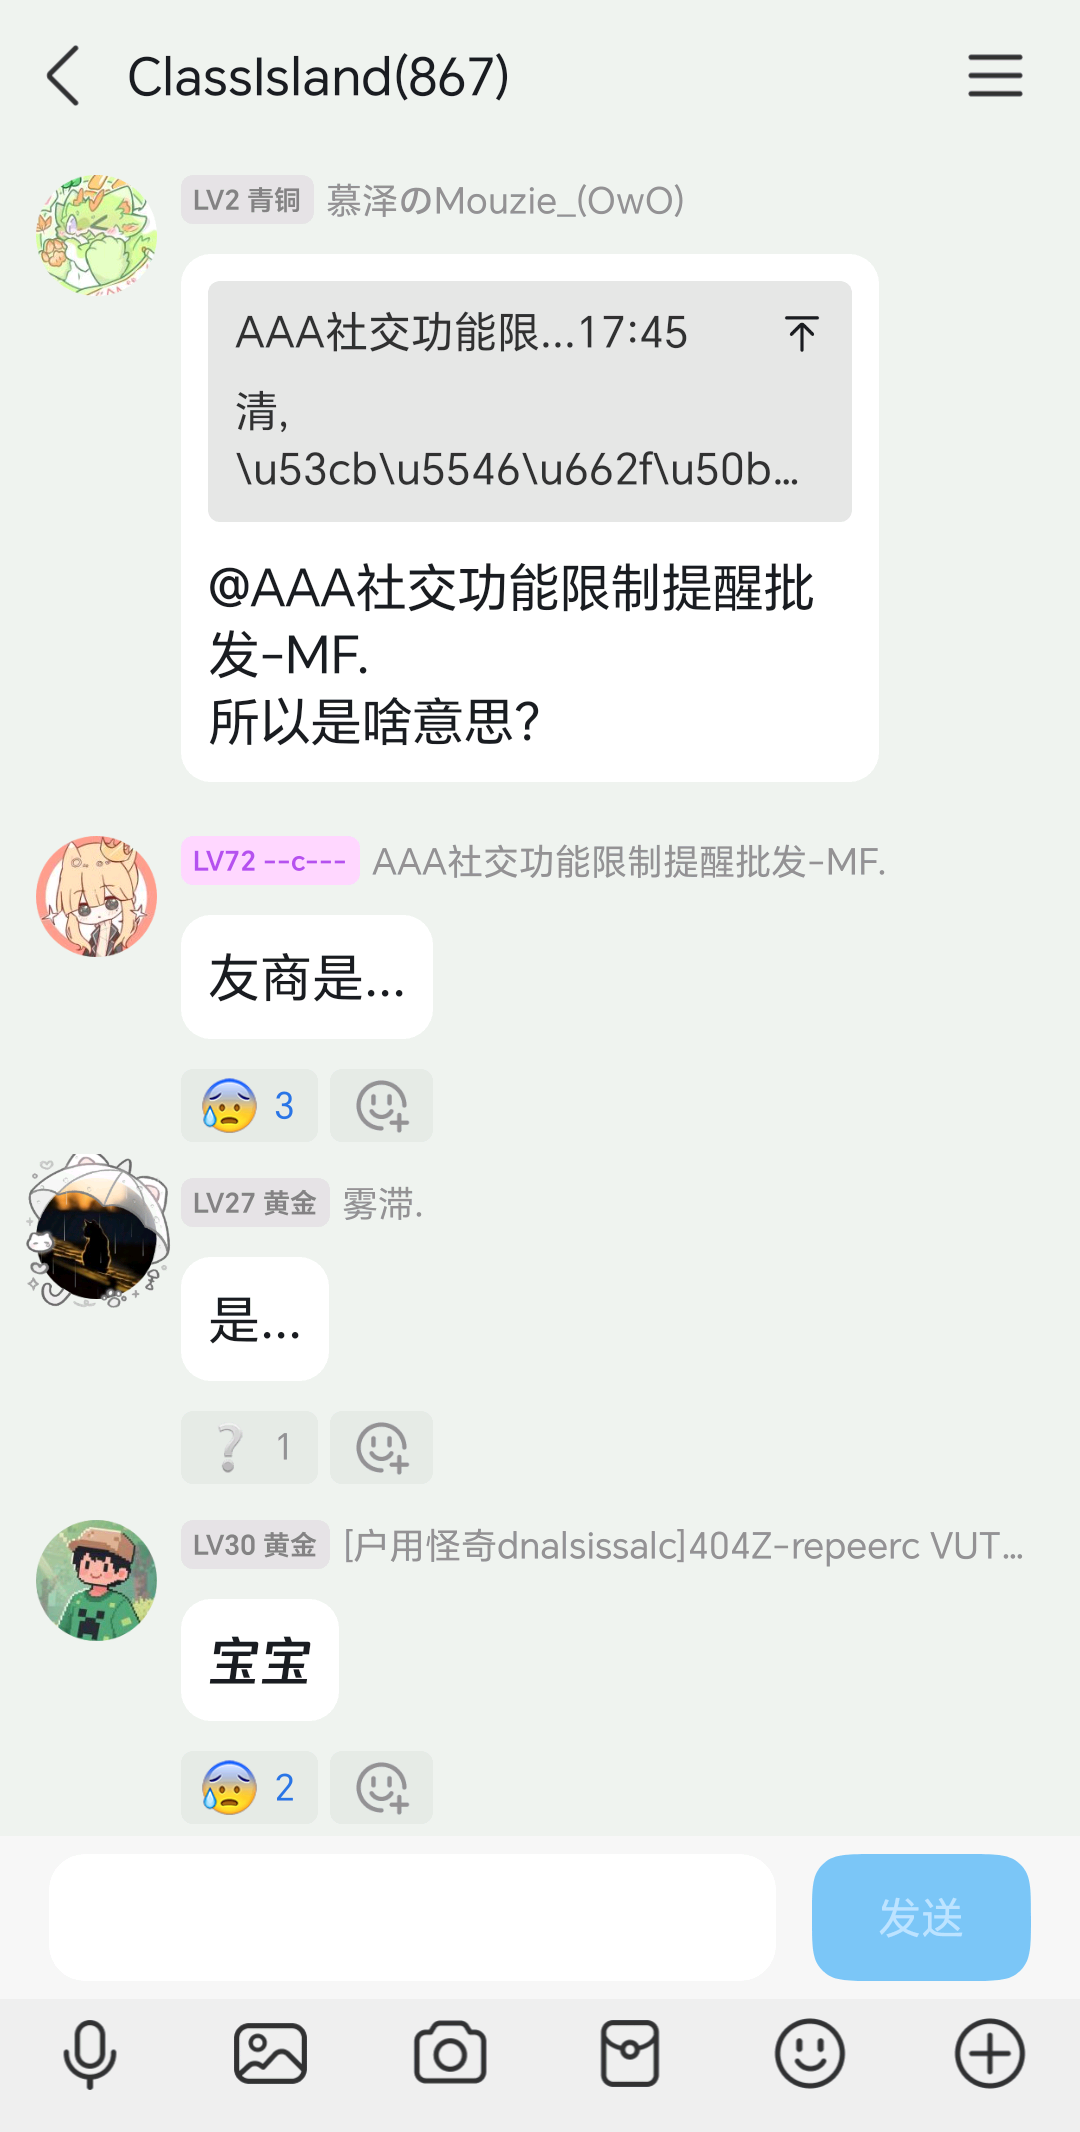 ClassIsland(867)
LV2 青铜 慕泽のMouzie_(OwO)
AAA社交功能限...17:45
清,
\u53cb\u5546\u662f\u50b...
@AAA社交功能限制提醒批
发-MF.
所以是啥意思?
LV72 --c--- AAA社交功能限制提醒批发-MF.
友商是...
3
LV27 黄金 雾滞.
是...
❔ 1
LV30 黄金 [户用怪奇dnalsissalc]404Z-repeerc VUT...
宝宝
2
发送